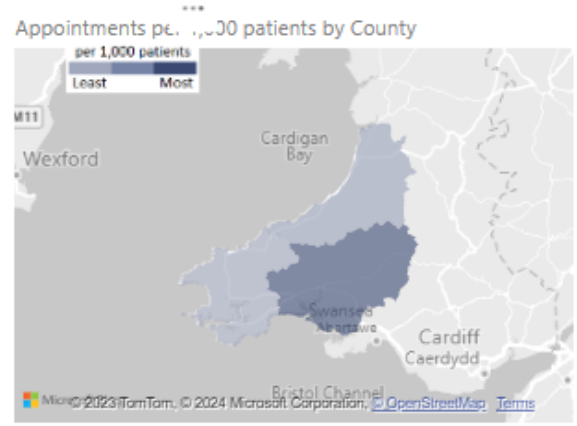 Appointments per 1,000 patients by County
per 1,000 patients
Least Most
M11
Wexford
Cardigan
Bay
Swansea
Abertawe
Cardiff
Caerdydd
Bristol Channel
© 2023 TomTom, © 2024 Microsoft Corporation, © OpenStreetMap Terms